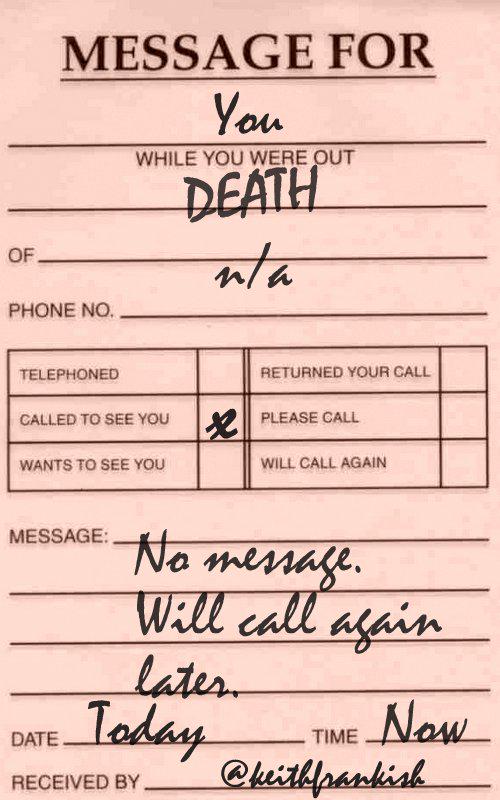 MESSAGE FOR
You
WHILE YOU WERE OUT
DEATH
OF
n/a
PHONE NO.
TELEPHONED RETURNED YOUR CALL
CALLED TO SEE YOU x PLEASE CALL
WANTS TO SEE YOU WILL CALL AGAIN
MESSAGE: No message.
Will call again
later.
DATE Today TIME Now
RECEIVED BY @keithfrankish